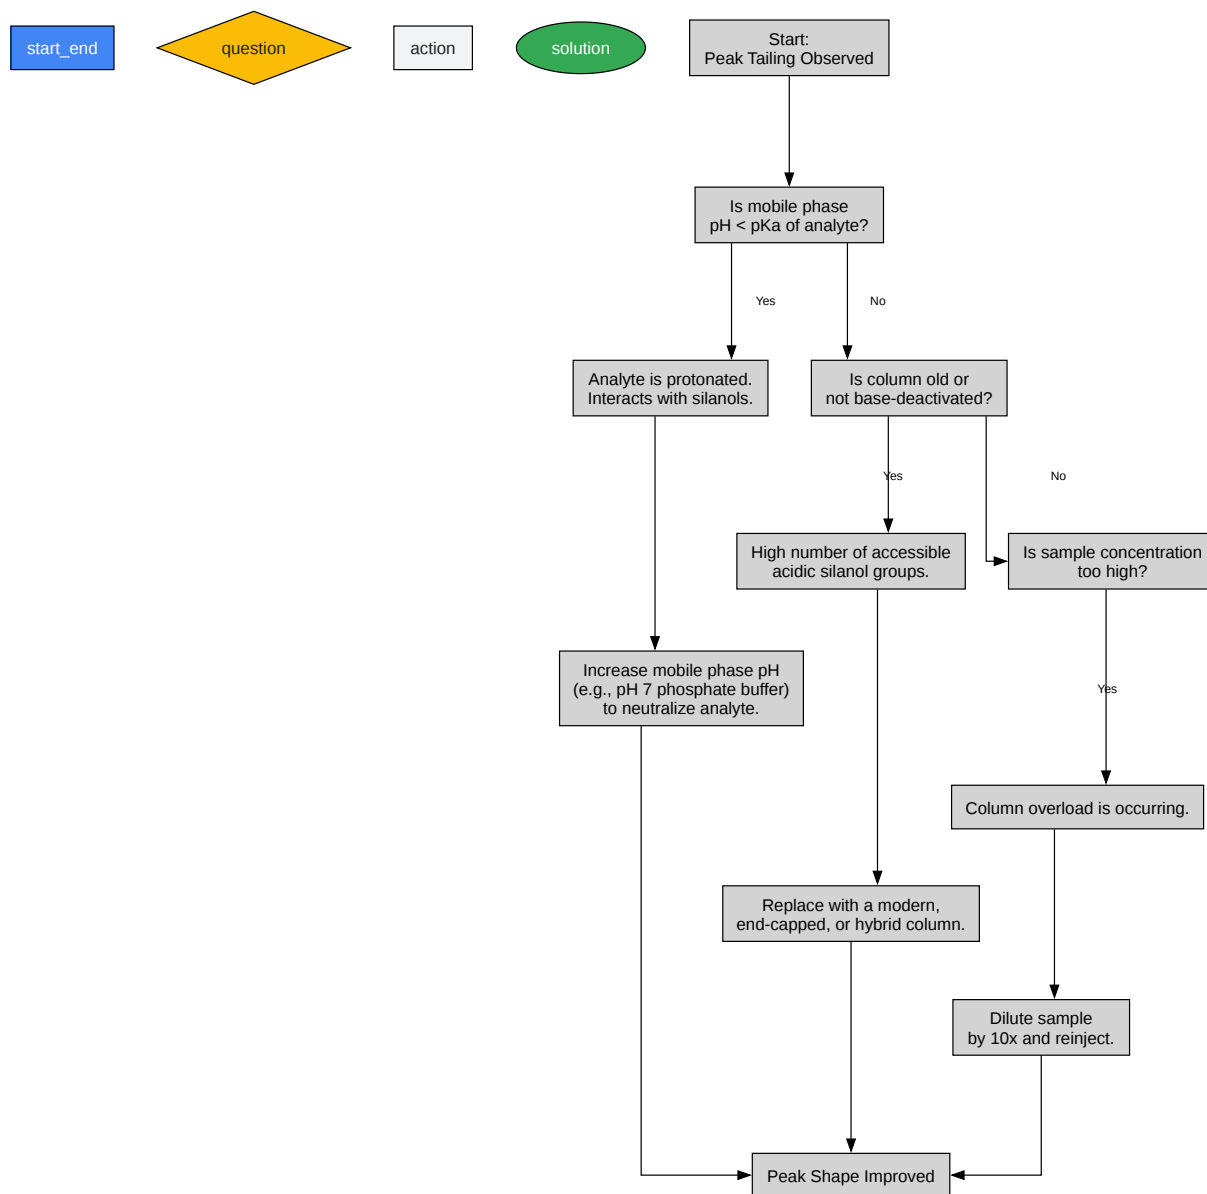 start_end
question
action
solution
Start:
Peak Tailing Observed
Is mobile phase
pH < pKa of analyte?
Yes
No
Analyte is protonated.
Interacts with silanols.
Is column old or
not base-deactivated?
Yes
No
High number of accessible
acidic silanol groups.
Is sample concentration
too high?
Increase mobile phase pH
(e.g., pH 7 phosphate buffer)
to neutralize analyte.
Yes
Column overload is occurring.
Replace with a modern,
end-capped, or hybrid column.
Dilute sample
by 10x and reinject.
Peak Shape Improved